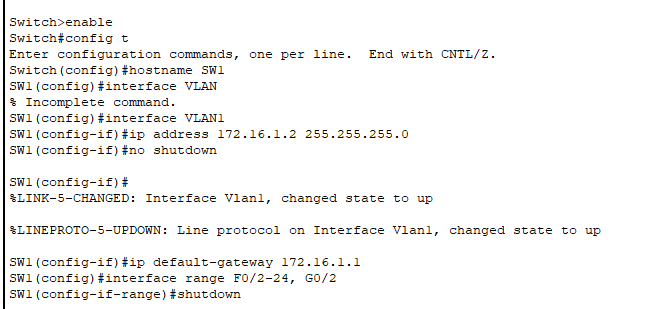 Switch>enable
Switch#config t
Enter configuration commands, one per line.  End with CNTL/Z.
Switch(config)#hostname SW1
SW1(config)#interface VLAN
% Incomplete command.
SW1(config)#interface VLAN1
SW1(config-if)#ip address 172.16.1.2 255.255.255.0
SW1(config-if)#no shutdown
SW1(config-if)#
%LINK-5-CHANGED: Interface Vlan1, changed state to up
%LINEPROTO-5-UPDOWN: Line protocol on Interface Vlan1, changed state to up
SW1(config-if)#ip default-gateway 172.16.1.1
SW1(config)#interface range F0/2-24, G0/2
SW1(config-if-range)#shutdown